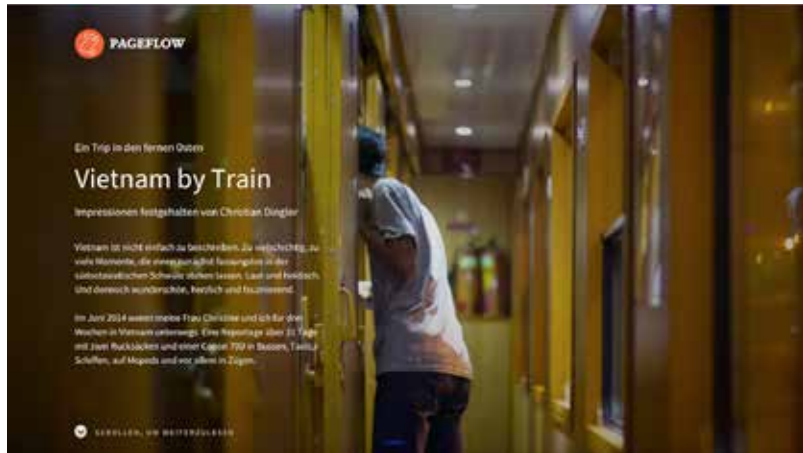 PAGEFLOW
Ein Trip in den fernen Osten
Vietnam by Train
Impressionen festgehalten von Christian Dingler
Vietnam ist nicht einfach zu beschreiben. Zu vielschichtig, zu
viele Momente, die einen zunächst fassungslos in der
südostasiatischen Schwüle stehen lassen. Laut und hektisch.
Und dennoch wunderschön, herzlich und faszinierend.
Im Juni 2014 waren meine Frau Christine und ich für drei
Wochen in Vietnam unterwegs. Eine Reportage über 21 Tage
mit zwei Rucksäcken und einer Canon 70D in Bussen, Taxis,
Schiffen, auf Mopeds und vor allem in Zügen.
SCROLLEN, UM WEITERZULESEN